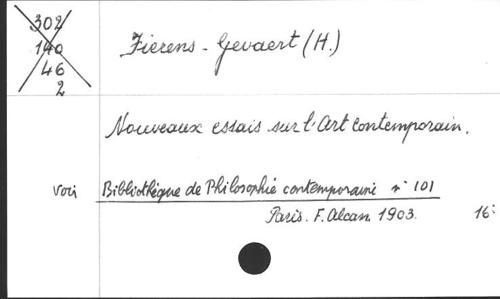 302
140
46
2
Fierens-Gevaert (H.)
Nouveaux essais sur l'Art contemporain.
voir Bibliothèque de Philosophie contemporaine n° 101
Paris. F. Alcan 1903. 16: